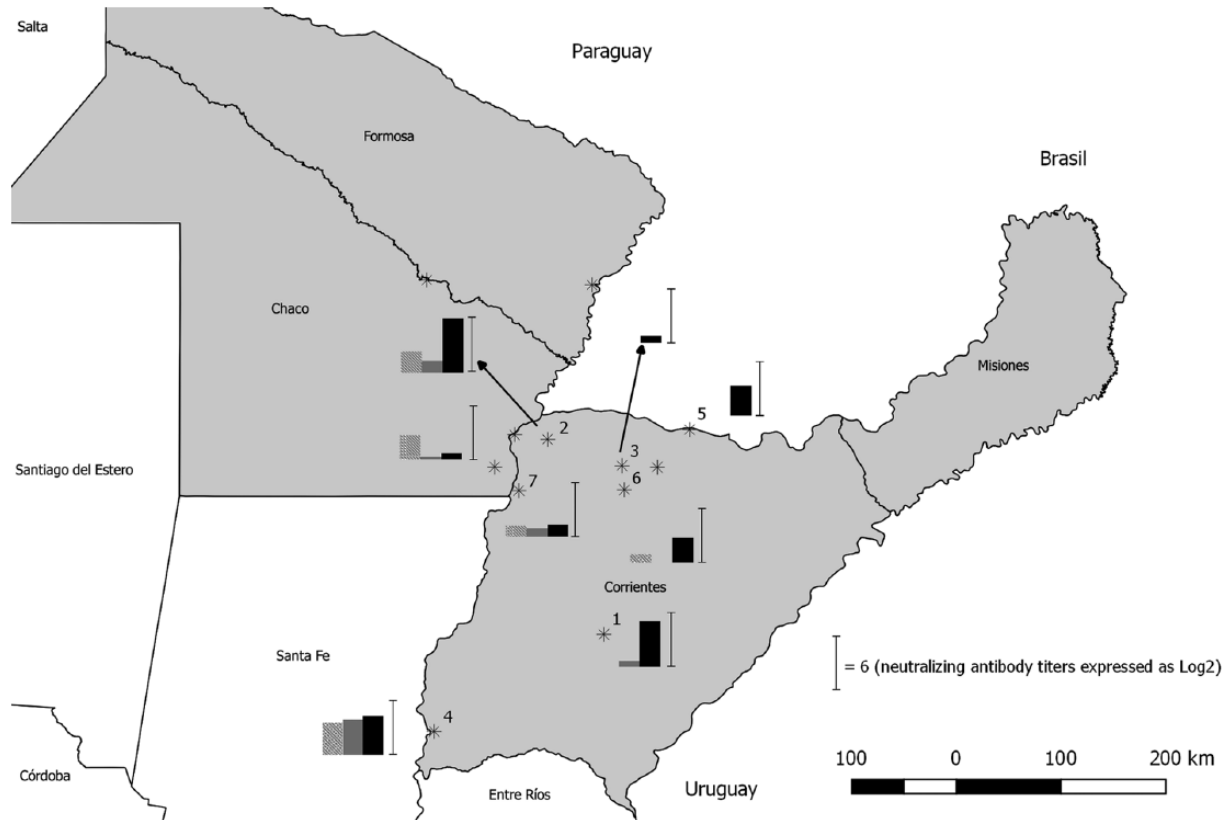 Salta
Paraguay
Formosa
Brasil
Chaco
Misiones
5
2
3
Santiago del Estero
7
6
Corrientes
1
Santa Fe
= 6 (neutralizing antibody titers expressed as Log2)
4
100 0 100 200 km
Córdoba
Entre Ríos
Uruguay